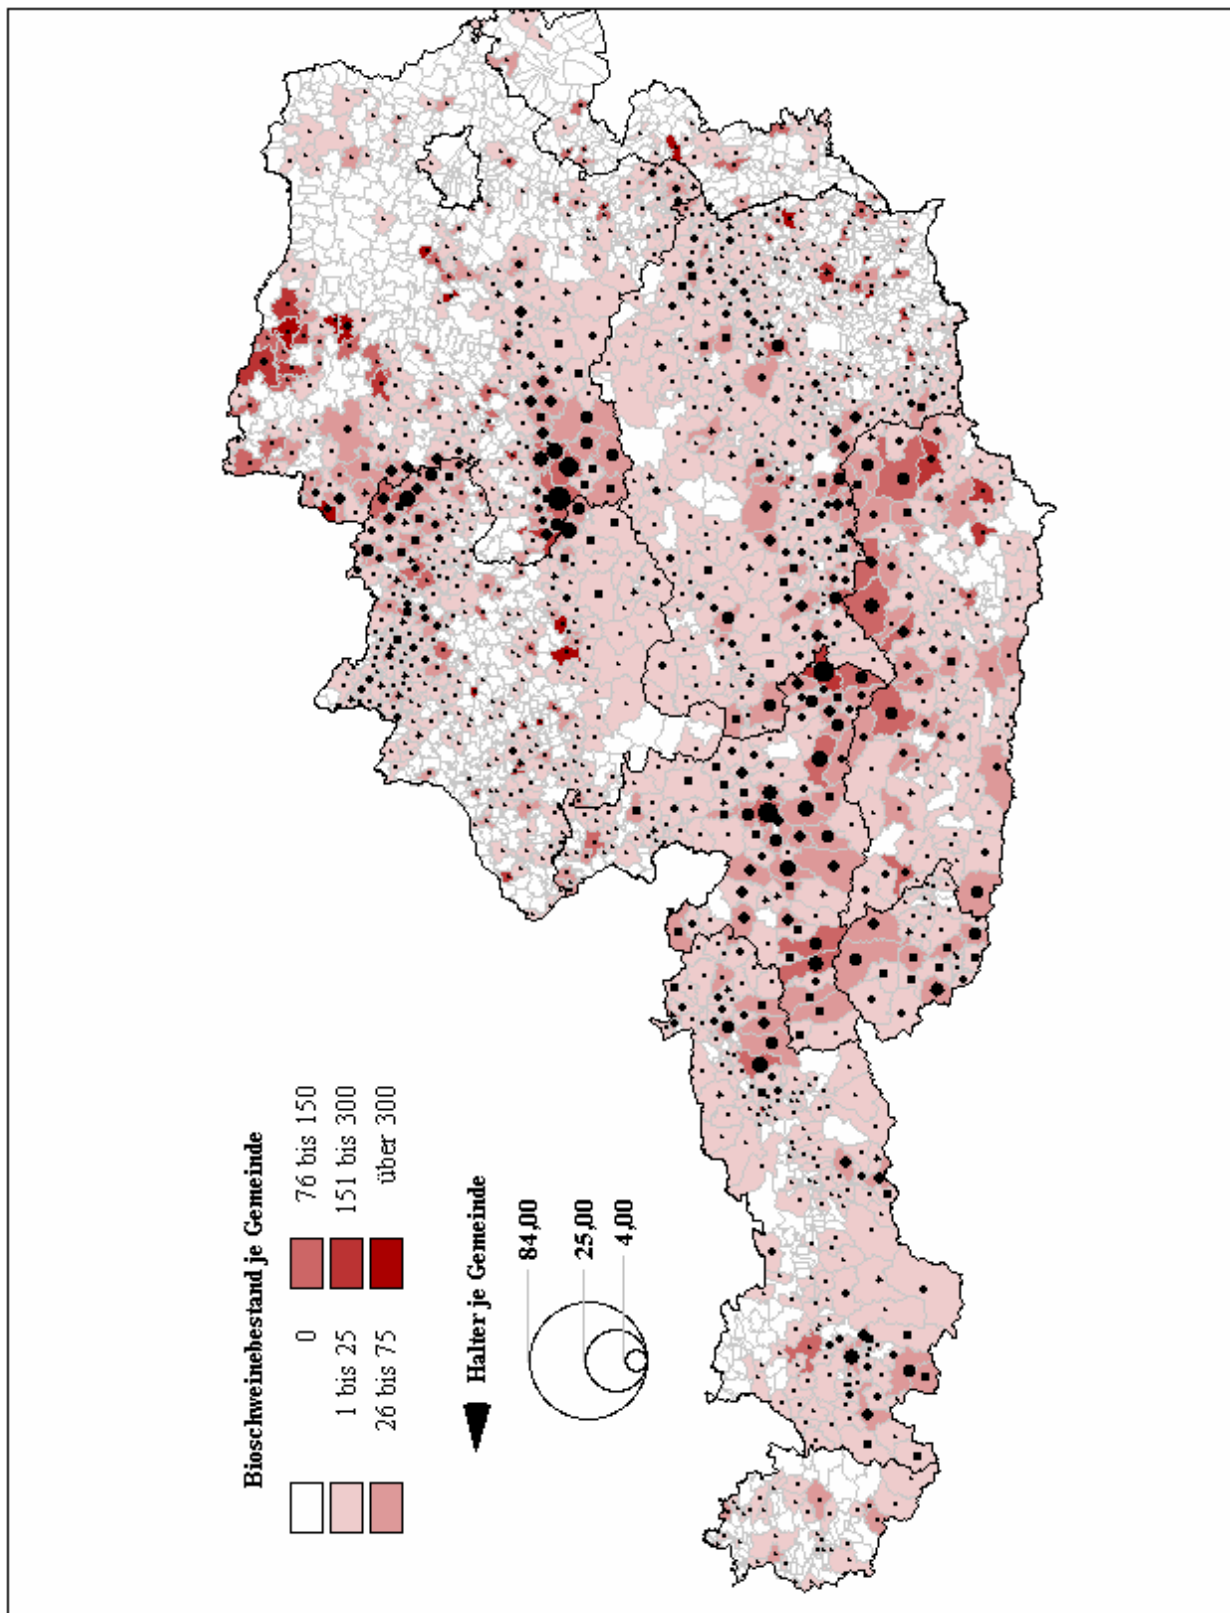 Bioschweinebestand je Gemeinde
0
1 bis 25
26 bis 75
76 bis 150
151 bis 300
über 300
Halter je Gemeinde
84,00
25,00
4,00